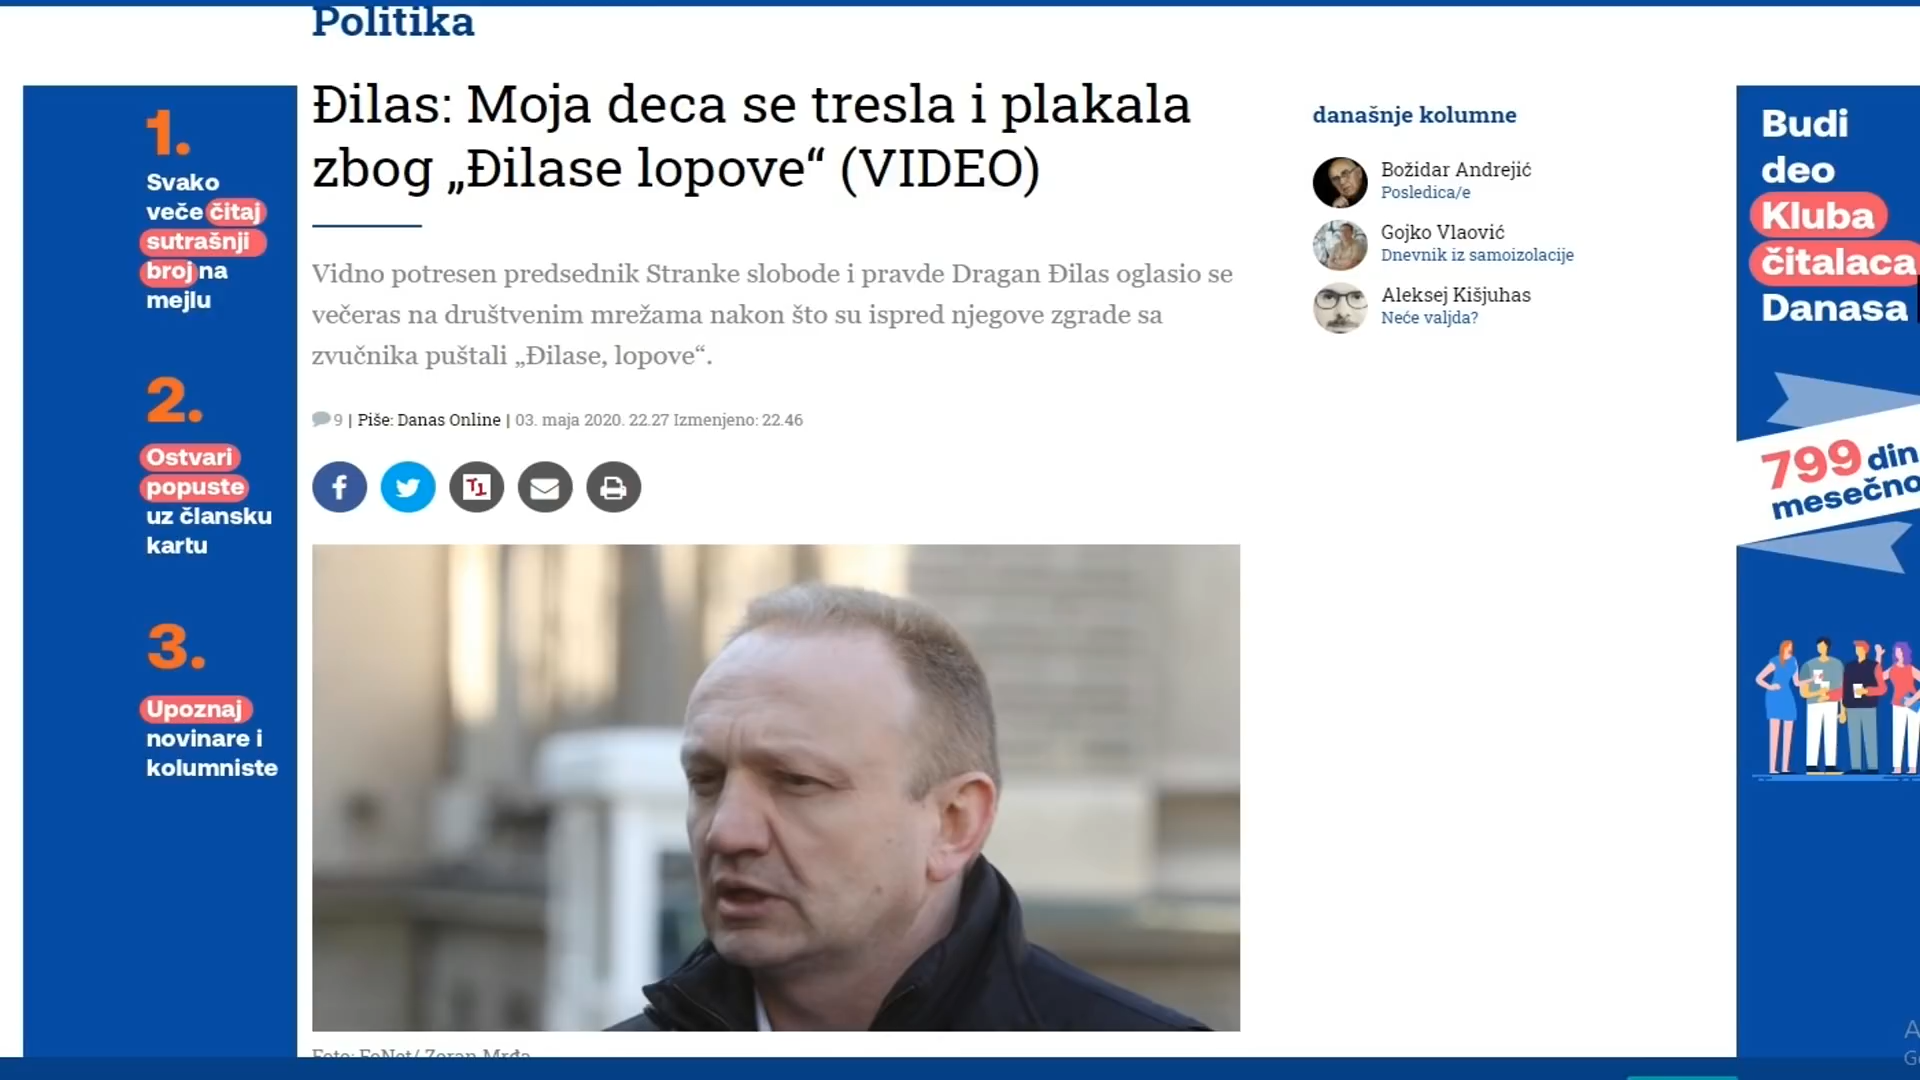 Politika
1.
Svako
veče čitaj
sutrašnji
broj na
mejlu
2.
Ostvari
popuste
uz člansku
kartu
3.
Upoznaj
novinare i
kolumniste
Đilas: Moja deca se tresla i plakala
zbog „Đilase lopove“ (VIDEO)
Vidno potresen predsednik Stranke slobode i pravde Dragan Đilas oglasio se
večeras na društvenim mrežama nakon što su ispred njegove zgrade sa
zvučnika puštali „Đilase, lopove“.
9 | Piše: Danas Online | 03. maja 2020. 22.27 Izmenjeno: 22.46
Foto: FoNet/ Zoran Mrđa
današnje kolumne
Božidar Andrejić
Posledica/e
Gojko Vlaović
Dnevnik iz samoizolacije
Aleksej Kišjuhas
Neće valjda?
Budi
deo
Kluba
čitalaca
Danasa
799 din
mesečno